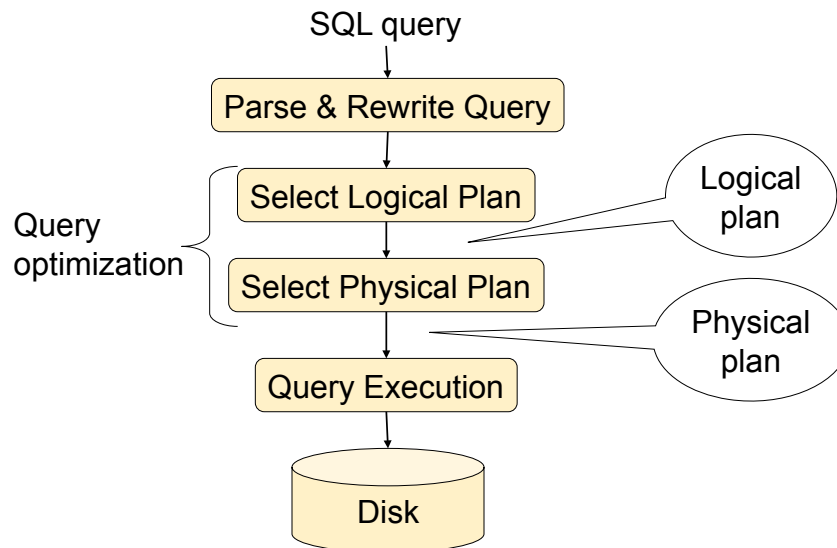 SQL query
Parse & Rewrite Query
Select Logical Plan
Logical
plan
Query
optimization
Select Physical Plan
Physical
plan
Query Execution
Disk